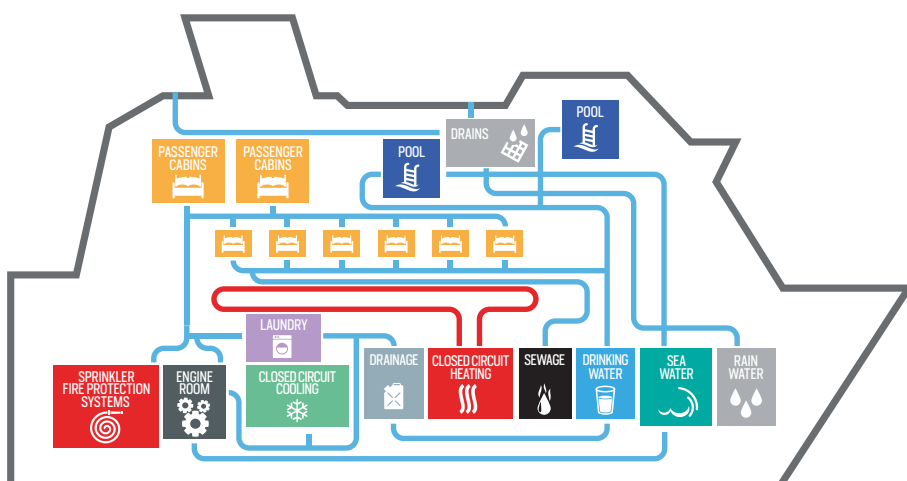 POOL
DRAINS
POOL
PASSENGER
CABINS
PASSENGER
CABINS
LAUNDRY
DRAINAGE
CLOSED CIRCUIT
HEATING
SEWAGE
DRINKING
WATER
SEA
WATER
RAIN
WATER
SPRINKLER
FIRE PROTECTION
SYSTEMS
ENGINE
ROOM
CLOSED CIRCUIT
COOLING